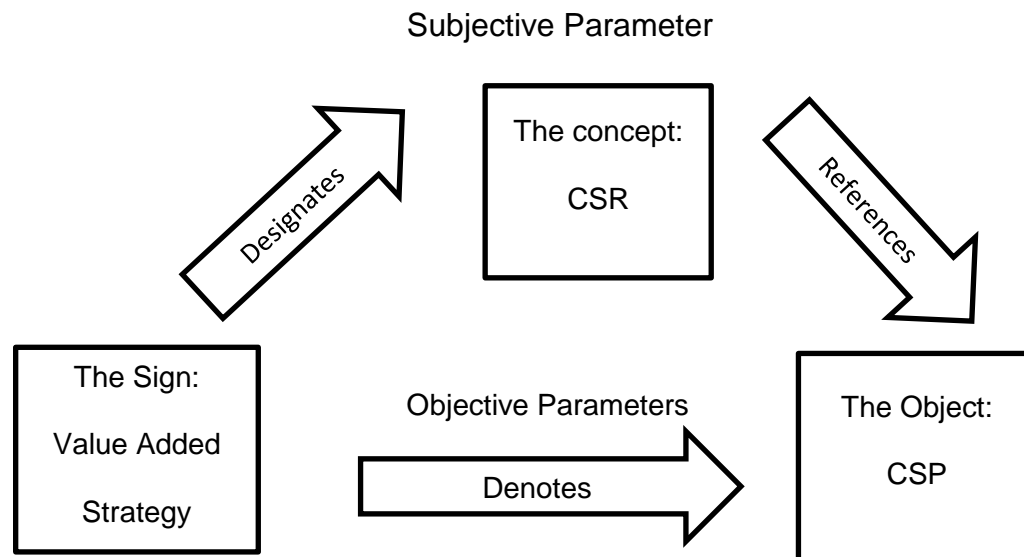 Subjective Parameter
The concept:
CSR
Designates
References
The Sign:
Value Added
Strategy
Objective Parameters
Denotes
The Object:
CSP